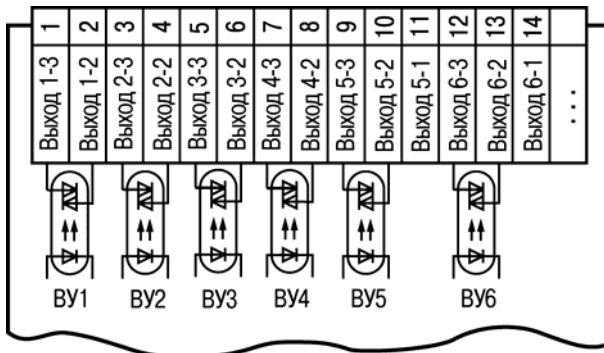 1 2 3 4 5 6 7 8 9 10 11 12 13 14
Выход 1-3
Выход 1-2
Выход 2-3
Выход 2-2
Выход 3-3
Выход 3-2
Выход 4-3
Выход 4-2
Выход 5-3
Выход 5-2
Выход 5-1
Выход 6-3
Выход 6-2
Выход 6-1
...
ВУ1 ВУ2 ВУ3 ВУ4 ВУ5 ВУ6